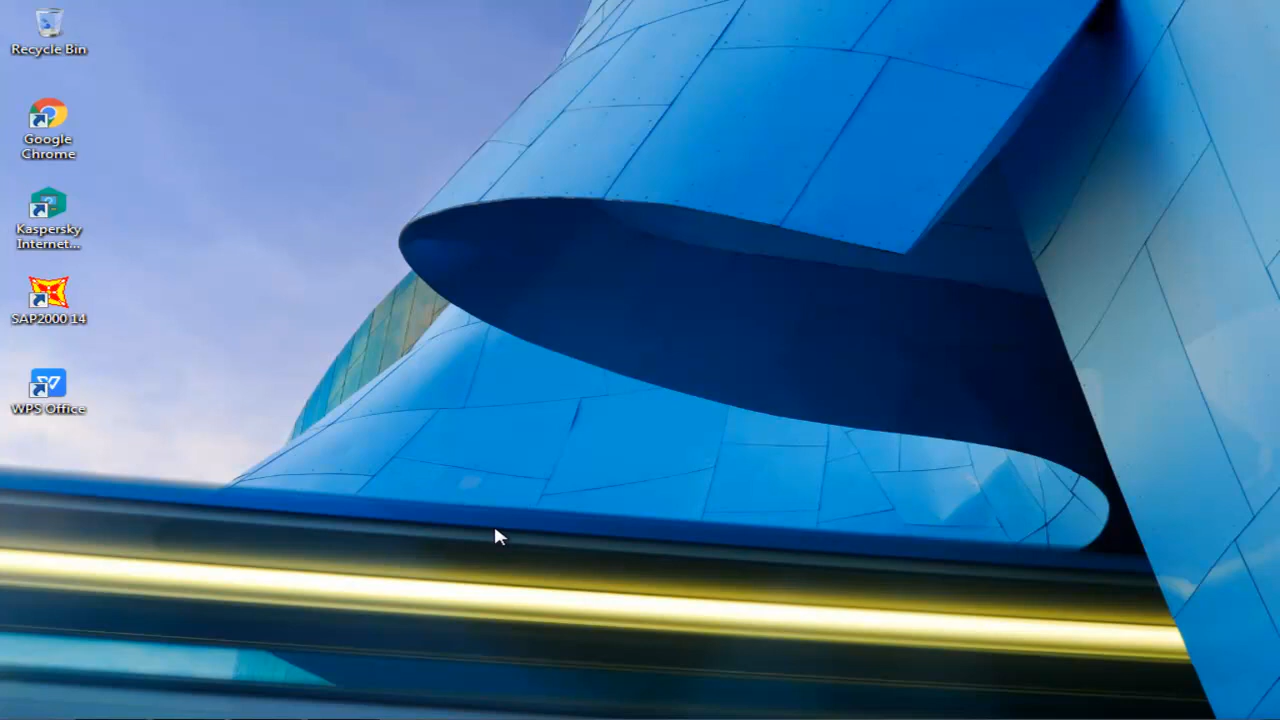 Recycle Bin
Google
Chrome
Kaspersky
Internet...
SAP2000 14
WPS Office